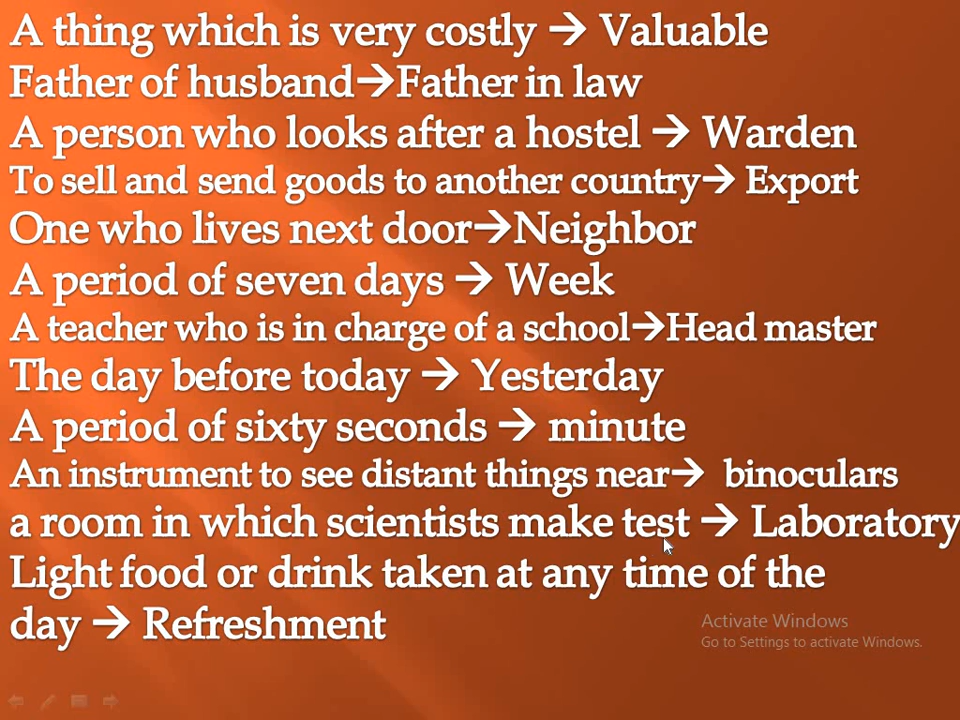 A thing which is very costly → Valuable
Father of husband→Father in law
A person who looks after a hostel → Warden
To sell and send goods to another country→ Export
One who lives next door→Neighbor
A period of seven days → Week
A teacher who is in charge of a school→Head master
The day before today → Yesterday
A period of sixty seconds → minute
An instrument to see distant things near→ binoculars
a room in which scientists make test → Laboratory
Light food or drink taken at any time of the
day → Refreshment
Activate Windows
Go to Settings to activate Windows.